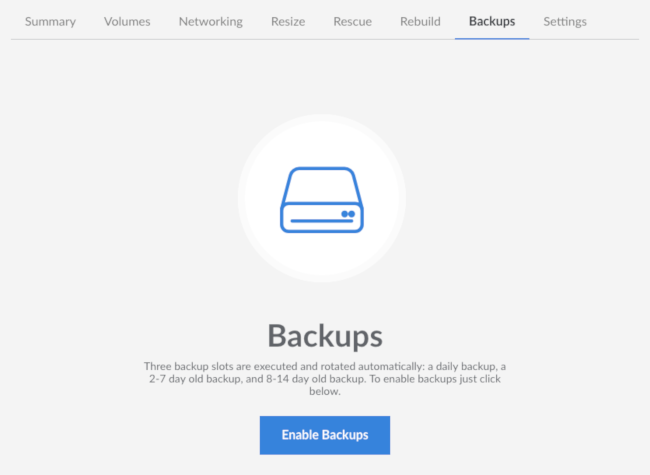 Summary Volumes Networking Resize Rescue Rebuild Backups Settings
Backups
Three backup slots are executed and rotated automatically: a daily backup, a
2-7 day old backup, and 8-14 day old backup. To enable backups just click
below.
Enable Backups